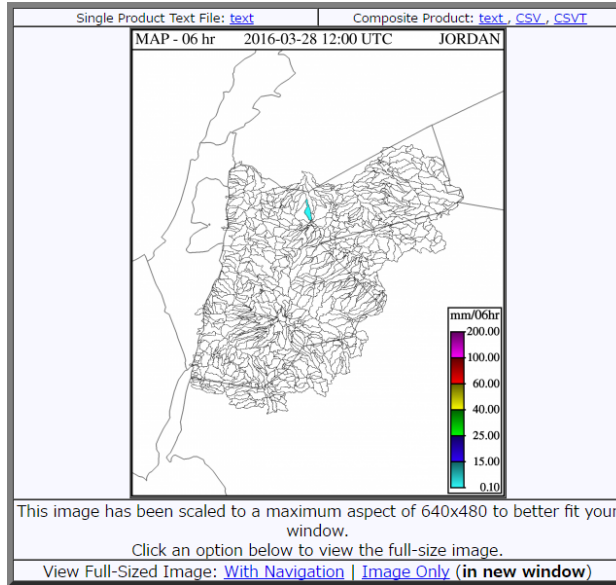 Single Product Text File: text
Composite Product: text , CSV , CSVT
MAP - 06 hr 2016-03-28 12:00 UTC JORDAN
mm/06hr
200.00
100.00
60.00
40.00
25.00
15.00
0.10
This image has been scaled to a maximum aspect of 640x480 to better fit your
window.
Click an option below to view the full-size image.
View Full-Sized Image: With Navigation | Image Only (in new window)